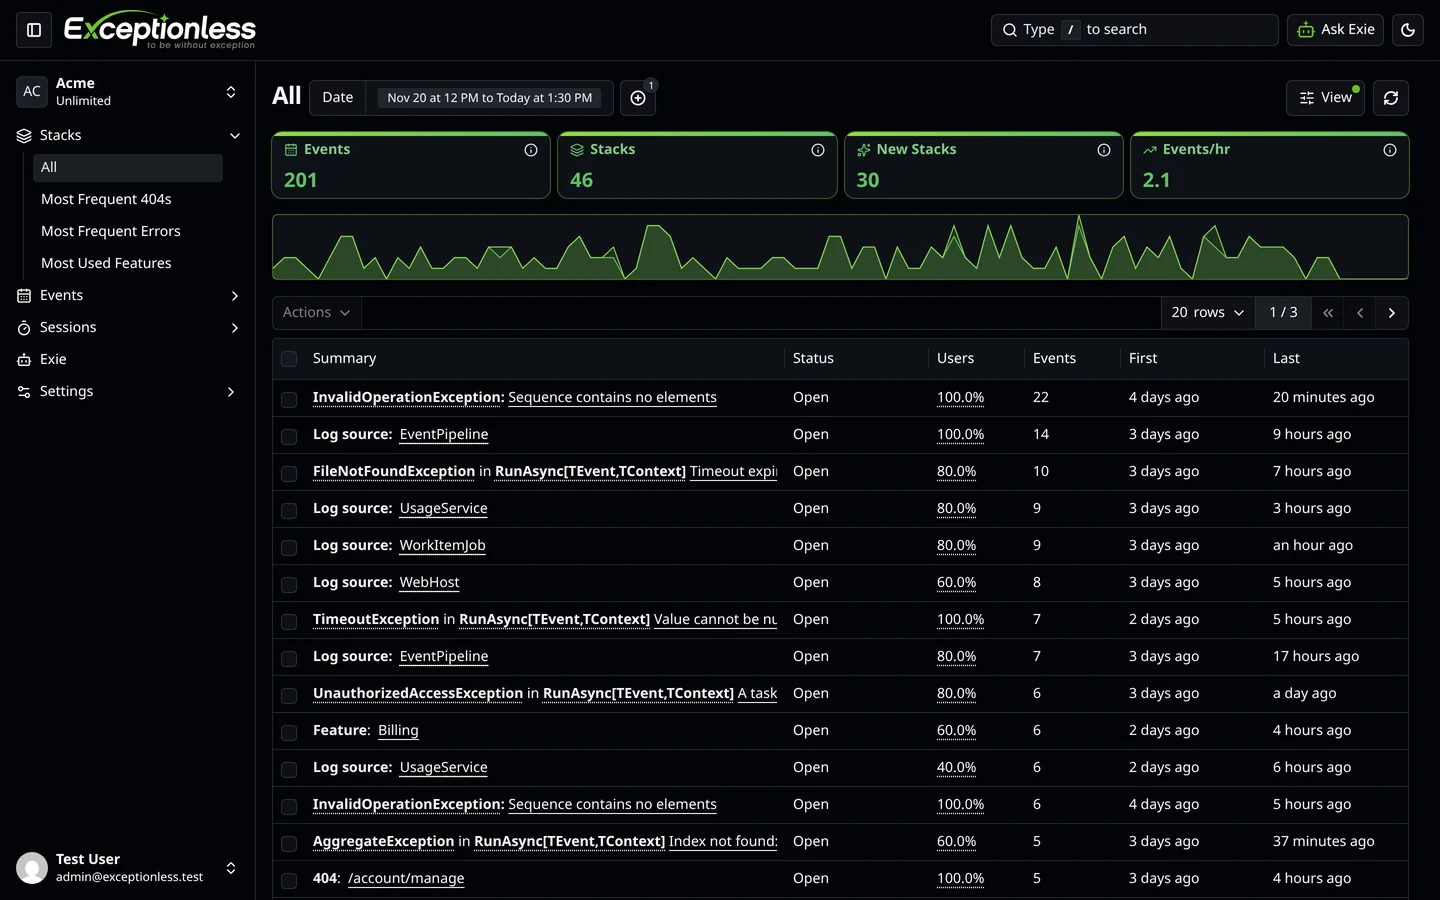 Exceptionless
to be without exception
Type / to search
Ask Exie
AC
Acme
Unlimited
Stacks
All
Most Frequent 404s
Most Frequent Errors
Most Used Features
Events
Sessions
Exie
Settings
Test User
admin@exceptionless.test
All
Date
Nov 20 at 12 PM to Today at 1:30 PM
1
View
Events
201
Stacks
46
New Stacks
30
Events/hr
2.1
Actions
20 rows
1 / 3
Summary Status Users Events First Last
InvalidOperationException: Sequence contains no elements Open 100.0% 22 4 days ago 20 minutes ago
Log source: EventPipeline Open 100.0% 14 3 days ago 9 hours ago
FileNotFoundException in RunAsync[TEvent,TContext] Timeout expi Open 80.0% 10 3 days ago 7 hours ago
Log source: UsageService Open 80.0% 9 3 days ago 3 hours ago
Log source: WorkItemJob Open 80.0% 9 3 days ago an hour ago
Log source: WebHost Open 60.0% 8 3 days ago 5 hours ago
TimeoutException in RunAsync[TEvent,TContext] Value cannot be nu Open 100.0% 7 2 days ago 5 hours ago
Log source: EventPipeline Open 80.0% 7 3 days ago 17 hours ago
UnauthorizedAccessException in RunAsync[TEvent,TContext] A task Open 80.0% 6 3 days ago a day ago
Feature: Billing Open 60.0% 6 2 days ago 4 hours ago
Log source: UsageService Open 40.0% 6 2 days ago 6 hours ago
InvalidOperationException: Sequence contains no elements Open 100.0% 6 4 days ago 5 hours ago
AggregateException in RunAsync[TEvent,TContext] Index not found: Open 60.0% 5 3 days ago 37 minutes ago
404: /account/manage Open 100.0% 5 3 days ago 4 hours ago